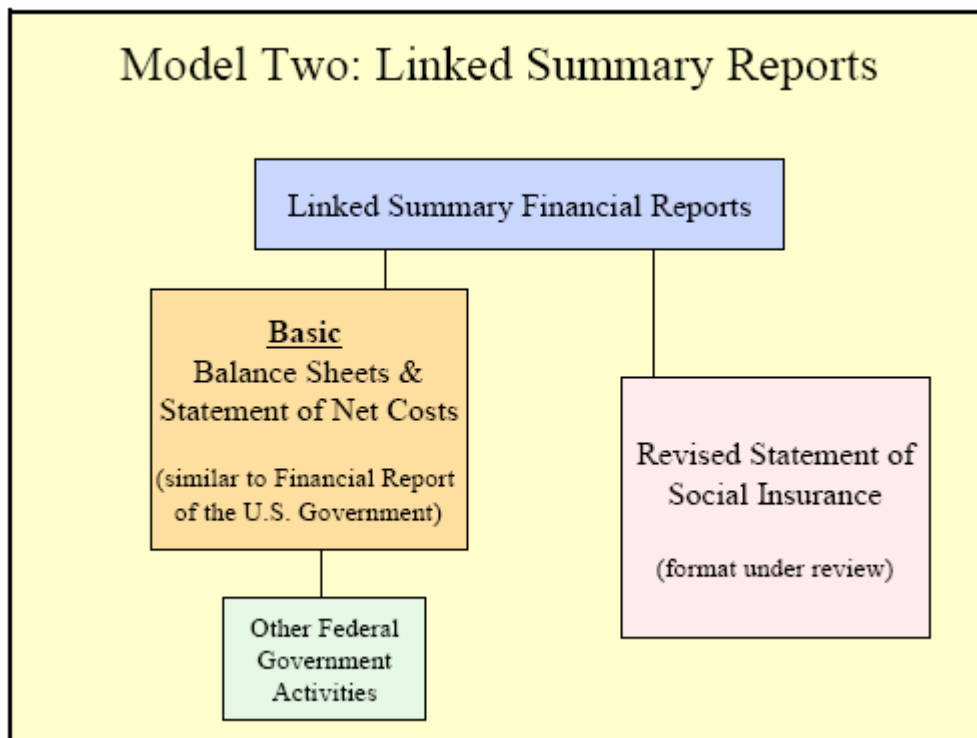 Model Two: Linked Summary Reports
Linked Summary Financial Reports
Basic
Balance Sheets &
Statement of Net Costs
(similar to Financial Report
of the U.S. Government)
Revised Statement of
Social Insurance
(format under review)
Other Federal
Government
Activities